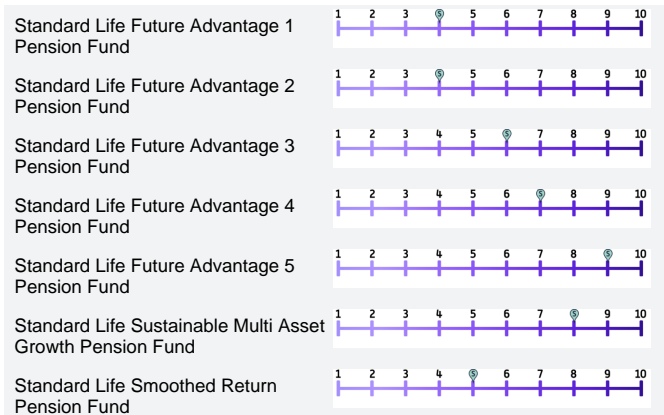 Standard Life Future Advantage 1
1 2 3 S 5 6 7 8 9 10
Pension Fund
Standard Life Future Advantage 2
1 2 3 S 5 6 7 8 9 10
Pension Fund
Standard Life Future Advantage 3
1 2 3 4 5 S 7 8 9 10
Pension Fund
Standard Life Future Advantage 4
1 2 3 4 5 6 S 8 9 10
Pension Fund
Standard Life Future Advantage 5
1 2 3 4 5 6 7 8 S 10
Pension Fund
Standard Life Sustainable Multi Asset
1 2 3 4 5 6 7 S 9 10
Growth Pension Fund
Standard Life Smoothed Return
1 2 3 4 S 6 7 8 9 10
Pension Fund